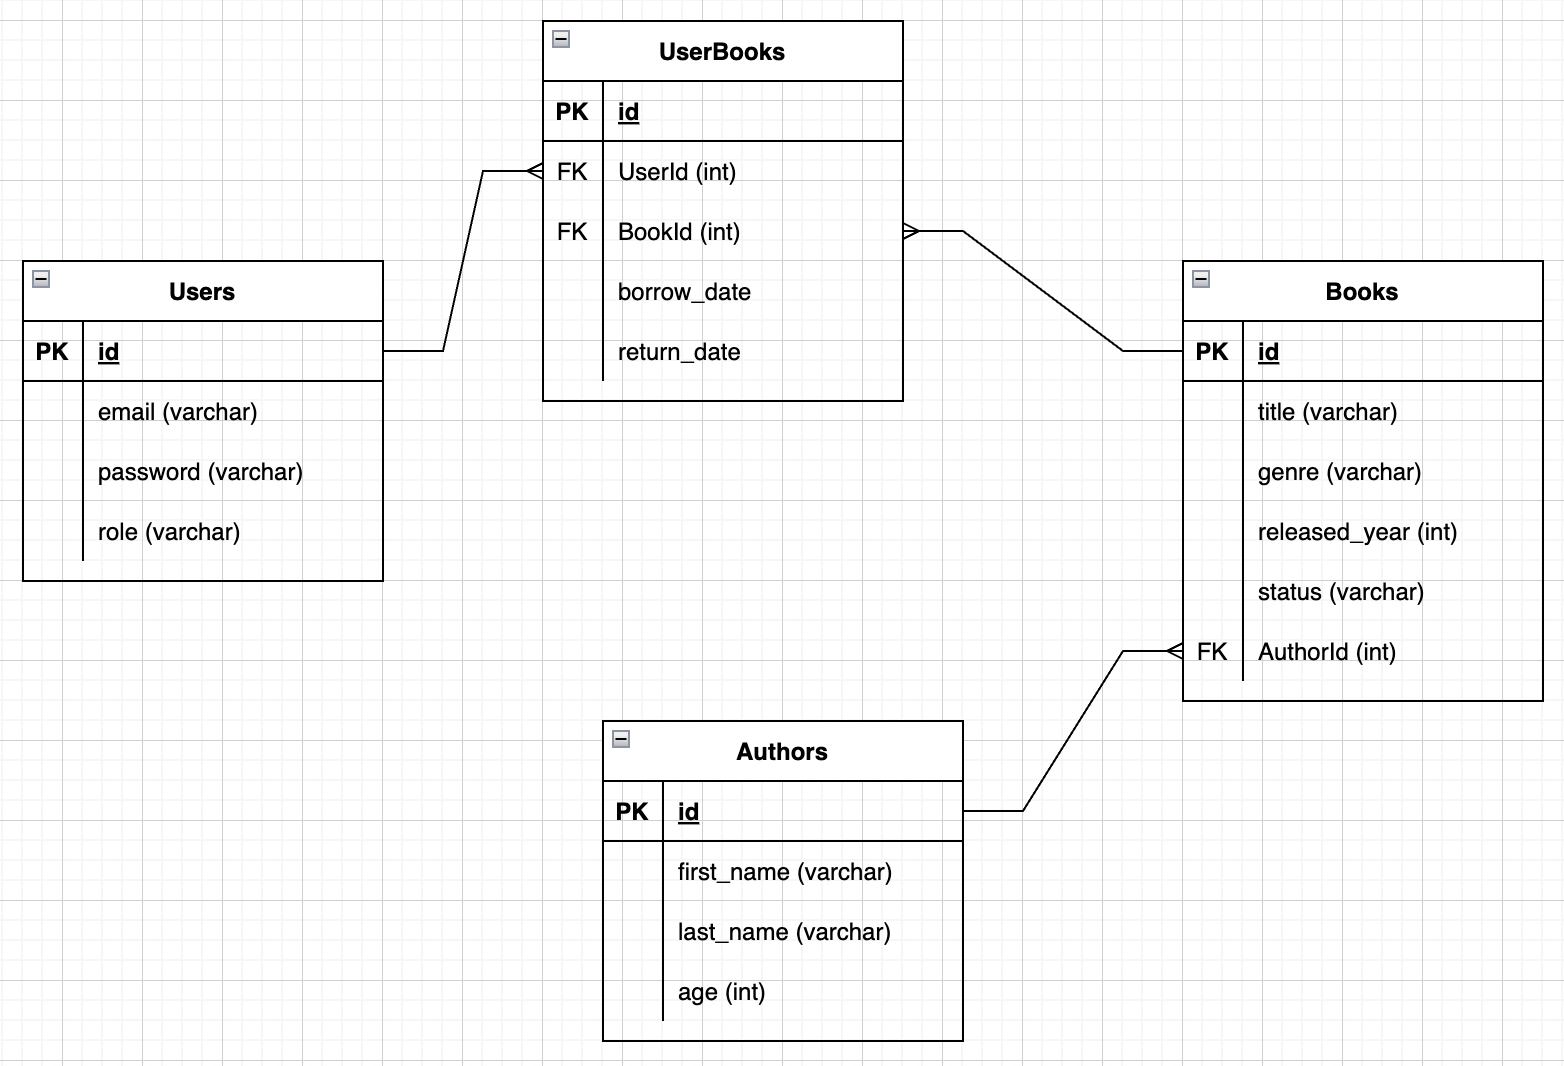 UserBooks
PK id
FK UserId (int)
FK BookId (int)
borrow_date
return_date
Users
PK id
email (varchar)
password (varchar)
role (varchar)
Books
PK id
title (varchar)
genre (varchar)
released_year (int)
status (varchar)
FK AuthorId (int)
Authors
PK id
first_name (varchar)
last_name (varchar)
age (int)